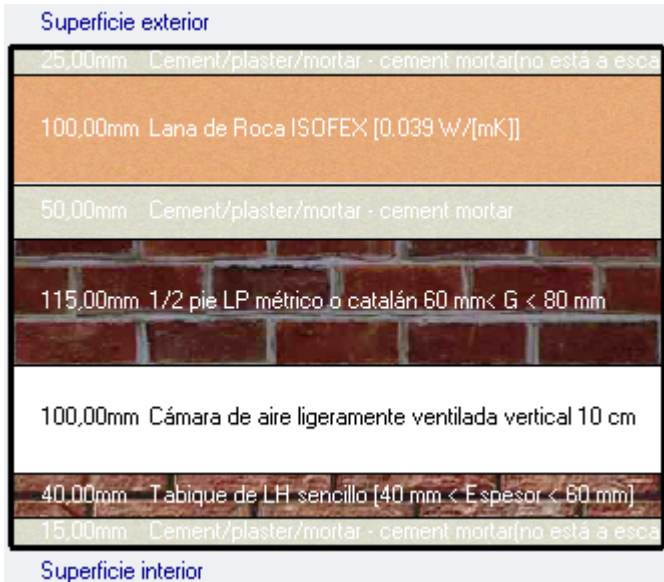 Superficie exterior
25,00mm Cement/plaster/mortar - cement mortar(no está a esca
100,00mm Lana de Roca ISOFEX [0.039 W/[mK]]
50,00mm Cement/plaster/mortar - cement mortar
115,00mm 1/2 pie LP métrico o catalán 60 mm< G < 80 mm
100,00mm Cámara de aire ligeramente ventilada vertical 10 cm
40,00mm Tabique de LH sencillo [40 mm < Espesor < 60 mm]
15,00mm Cement/plaster/mortar - cement mortar(no está a esca
Superficie interior